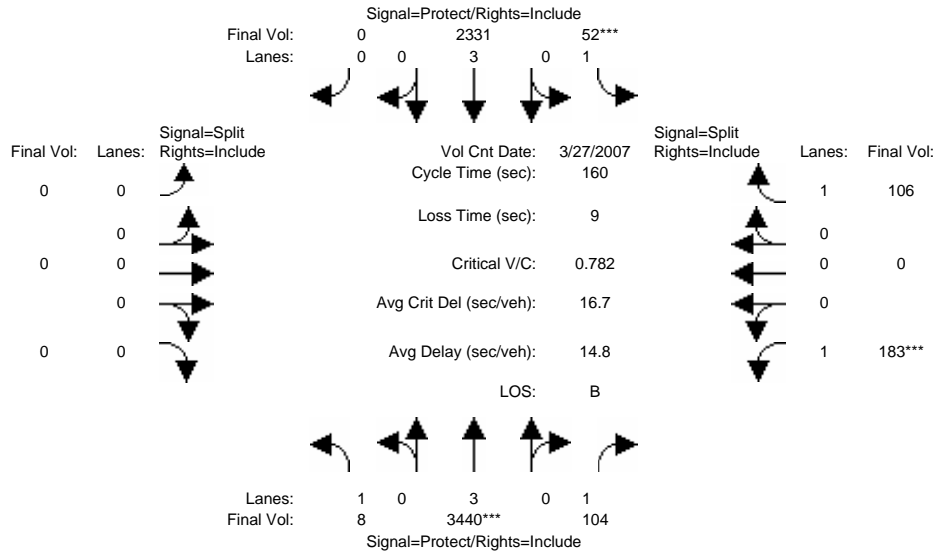 Signal=Protect/Rights=Include
Final Vol: 0 2331 52***
Lanes: 0 0 3 0 1
Signal=Split Signal=Split
Final Vol: Lanes: Rights=Include Vol Cnt Date: 3/27/2007 Rights=Include Lanes: Final Vol:
Cycle Time (sec): 160
0 0 1 106
Loss Time (sec): 9
0 0
0 0 Critical V/C: 0.782 0 0
0 Avg Crit Del (sec/veh): 16.7 0
0 0 Avg Delay (sec/veh): 14.8 1 183***
LOS: B
Lanes: 1 0 3 0 1
Final Vol: 8 3440*** 104
Signal=Protect/Rights=Include